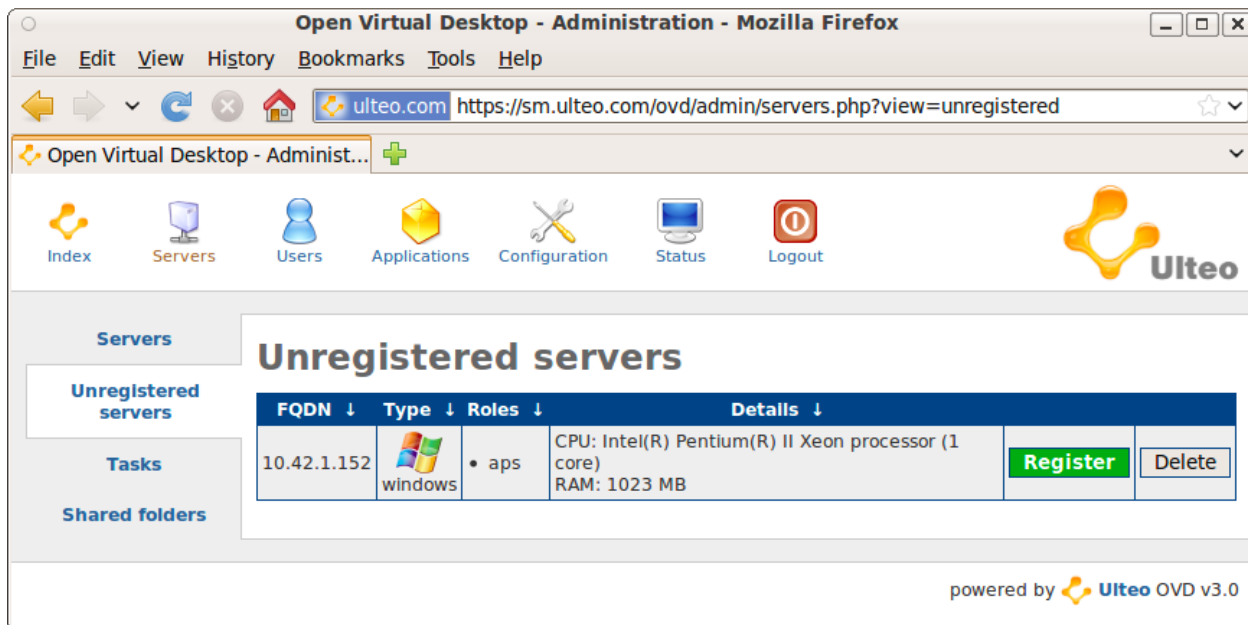 Open Virtual Desktop - Administration - Mozilla Firefox
File Edit View History Bookmarks Tools Help
ulteo.com https://sm.ulteo.com/ovd/admin/servers.php?view=unregistered
Open Virtual Desktop - Administ...
Index Servers Users Applications Configuration Status Logout
Ulteo
Servers
Unregistered
servers
Tasks
Shared folders
Unregistered servers
FQDN ↓ Type ↓ Roles ↓ Details ↓
10.42.1.152 windows • aps CPU: Intel(R) Pentium(R) II Xeon processor (1
core)
RAM: 1023 MB
Register Delete
powered by Ulteo OVD v3.0